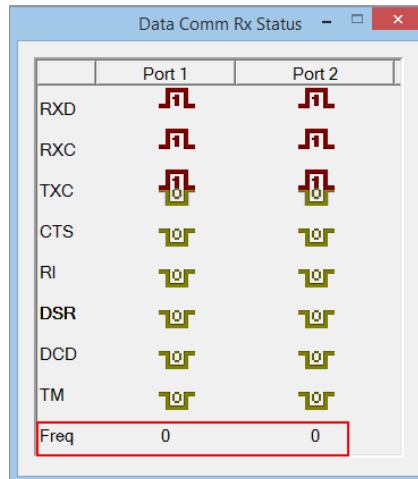 Data Comm Rx Status
Port 1 Port 2
RXD 1 1
RXC 1 1
TXC 1 0 1 0
CTS 0 0
RI 0 0
DSR 0 0
DCD 0 0
TM 0 0
Freq 0 0